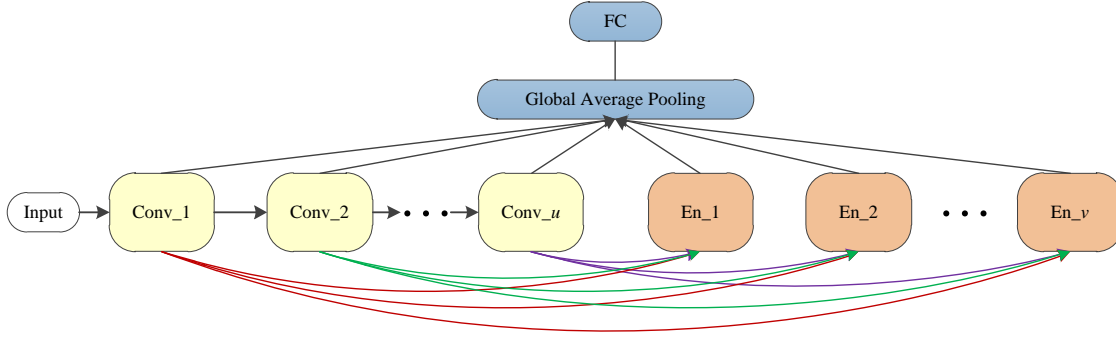 FC
Global Average Pooling
Input
Conv_1
Conv_2
• • •
Conv_u
En_1
En_2
• • •
En_v